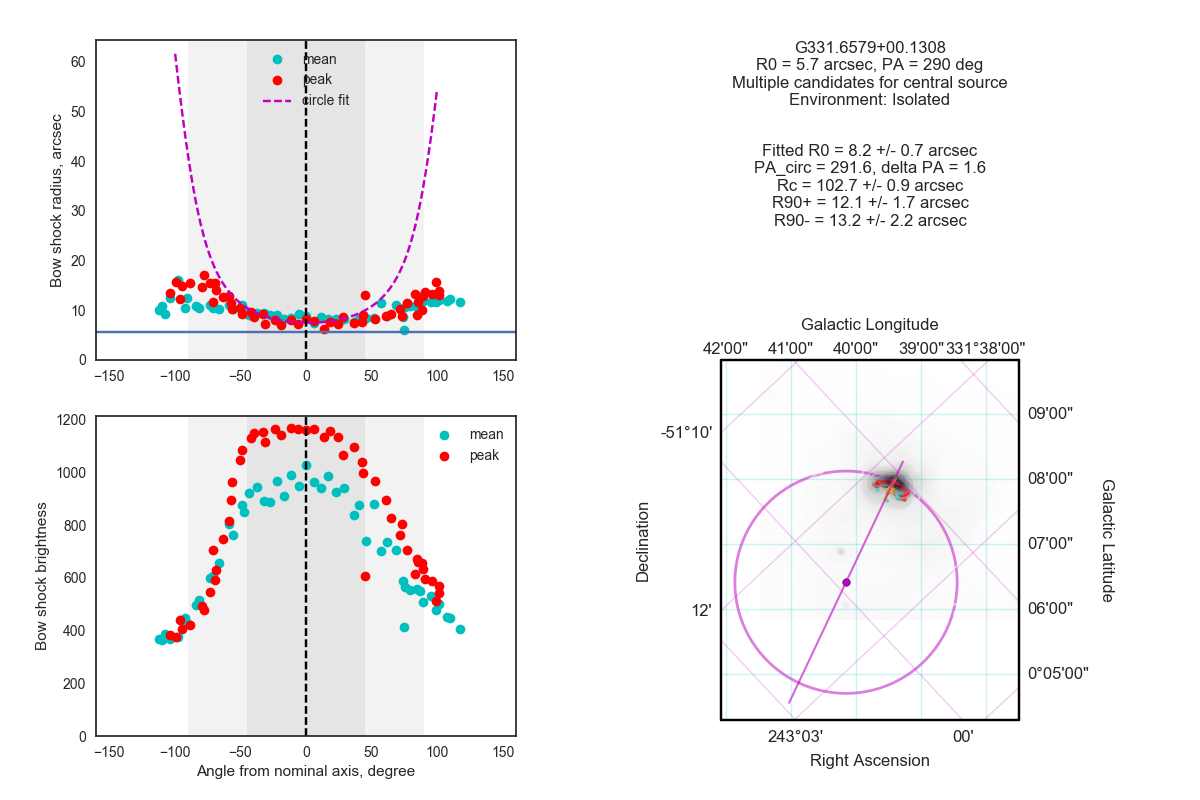 mean
peak
circle fit
Bow shock radius, arcsec
60
50
40
30
20
10
0
−150
−100
−50
0
50
100
150
mean
peak
Bow shock brightness
1200
1000
800
600
400
200
0
−150
−100
−50
0
50
100
150
Angle from nominal axis, degree
G331.6579+00.1308
R0 = 5.7 arcsec, PA = 290 deg
Multiple candidates for central source
Environment: Isolated
Fitted R0 = 8.2 +/- 0.7 arcsec
PA_circ = 291.6, delta PA = 1.6
Rc = 102.7 +/- 0.9 arcsec
R90+ = 12.1 +/- 1.7 arcsec
R90- = 13.2 +/- 2.2 arcsec
Galactic Longitude
42'00"
41'00"
40'00"
39'00"
331°38'00"
-51°10'
12'
Declination
09'00"
08'00"
07'00"
06'00"
0°05'00"
Galactic Latitude
243°03'
00'
Right Ascension